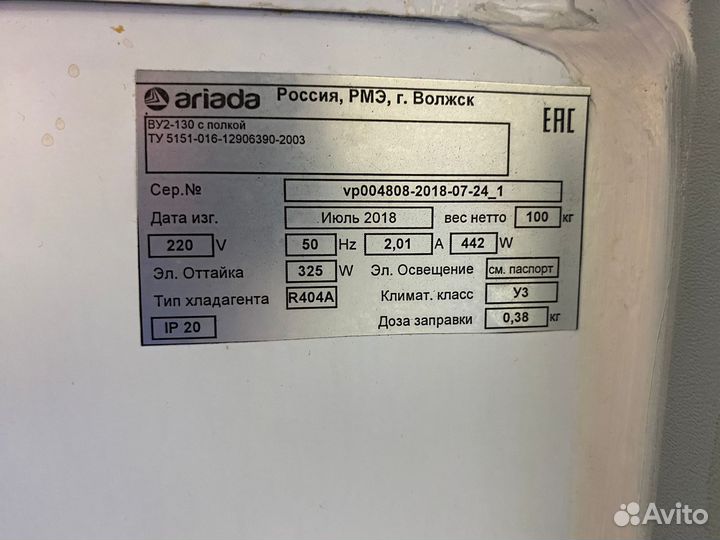 ariada Россия, РМЭ, г. Волжск
ВУ2-130 с полкой EAC
ТУ 5151-016-12906390-2003
Сер.№ vp004808-2018-07-24_1
Дата изг. Июль 2018 вес нетто 100 кг
220 V 50 Hz 2,01 A 442 W
Эл. Оттайка 325 W Эл. Освещение см. паспорт
Тип хладагента R404A Климат. класс У3
IP 20 Доза заправки 0,38 кг
Avito